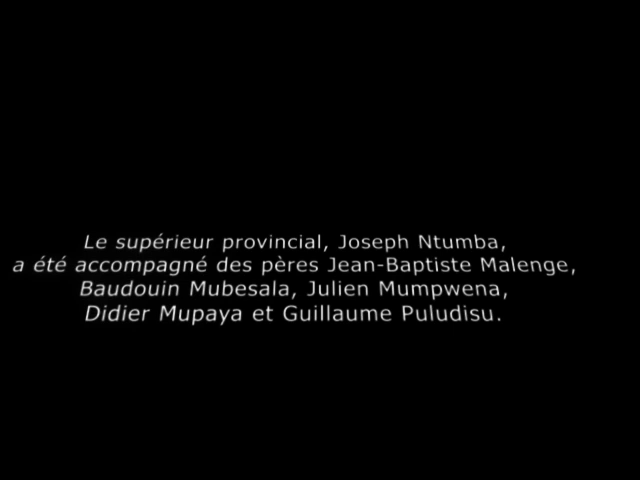 Le supérieur provincial, Joseph Ntumba,
a été accompagné des pères Jean-Baptiste Malenge,
Baudouin Mubesala, Julien Mumpwena,
Didier Mupaya et Guillaume Puludisu.